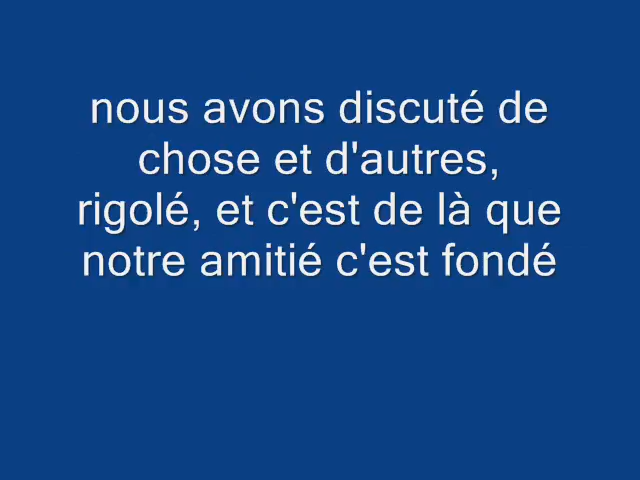 nous avons discuté de
chose et d'autres,
rigolé, et c'est de là que
notre amitié c'est fondé